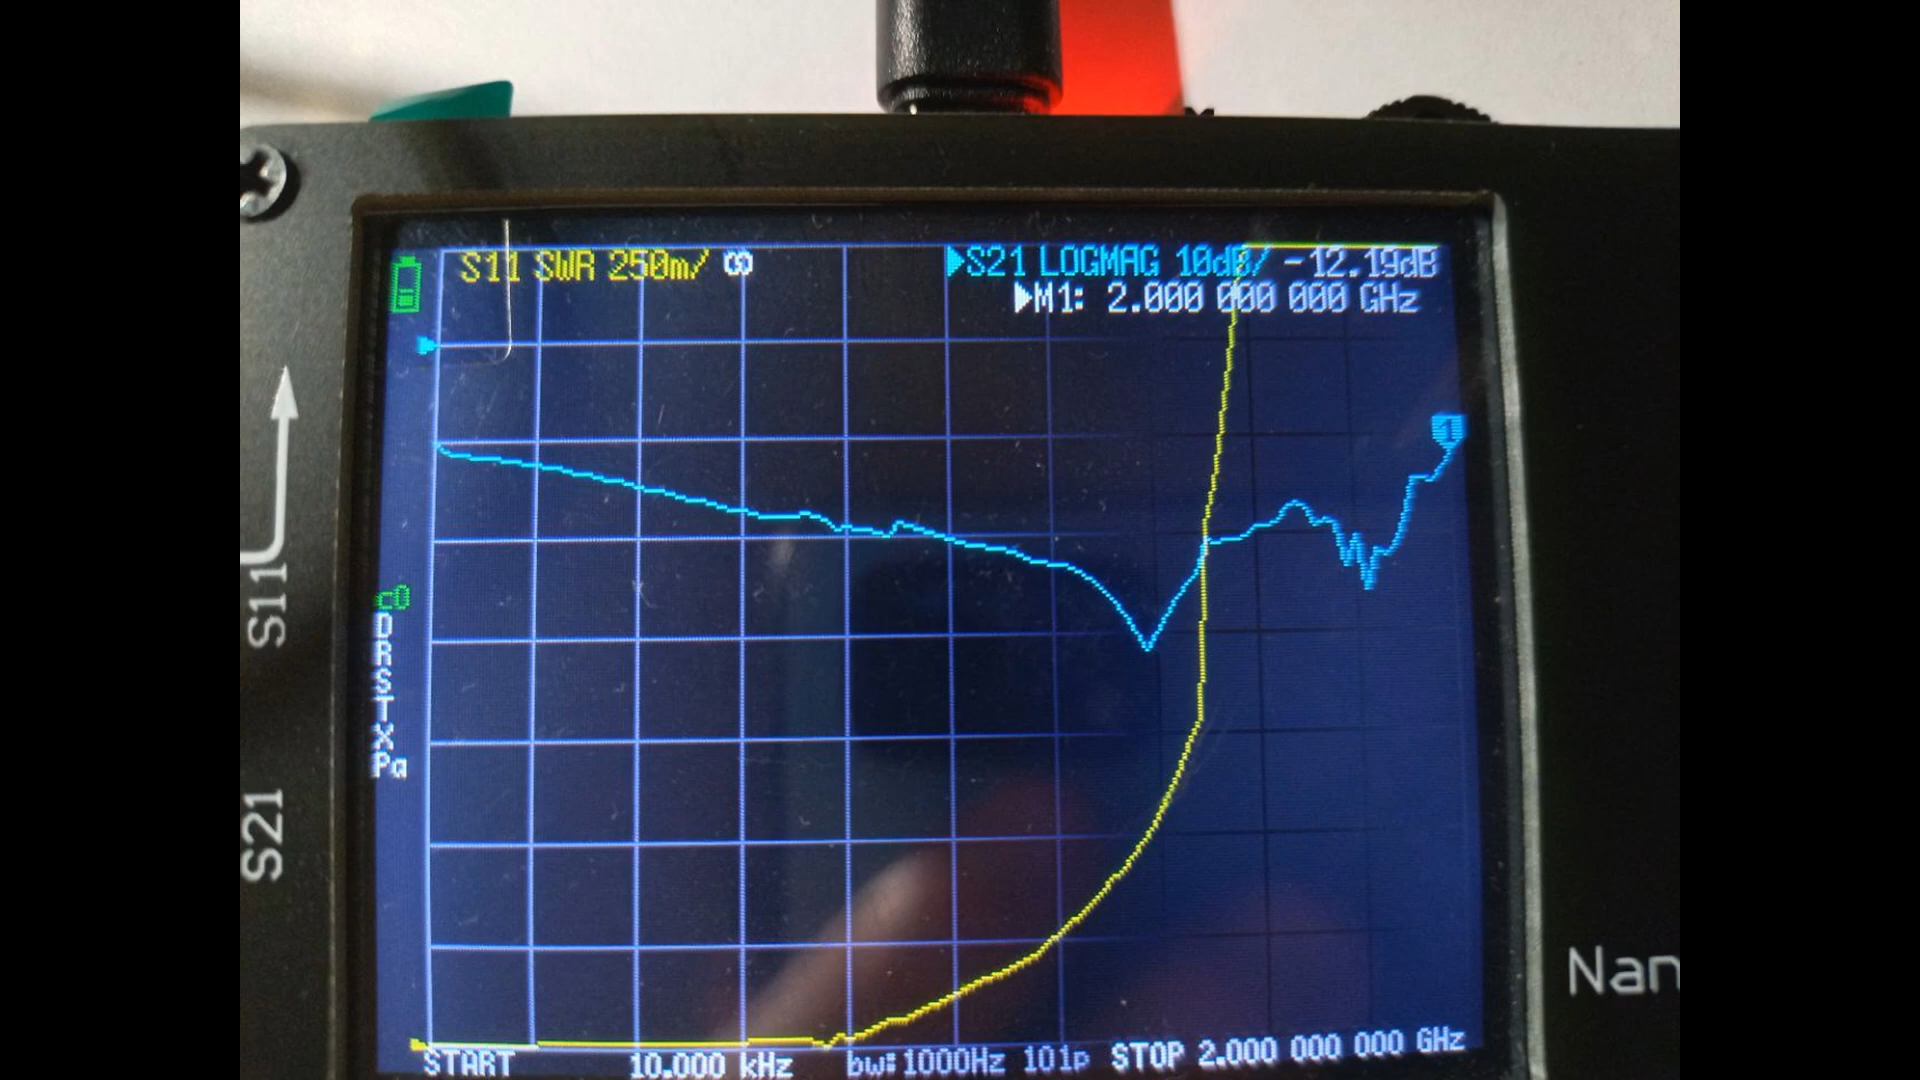 S11 SWR 250m/ ∞
▶S21 LOGMAG 10dB/ -12.19dB
▶M1: 2.000 000 000 GHz
1
S11
S21
c0
D
R
S
T
X
Pa
Nan
START 10.000 kHz bw:1000Hz 101p STOP 2.000 000 000 GHz